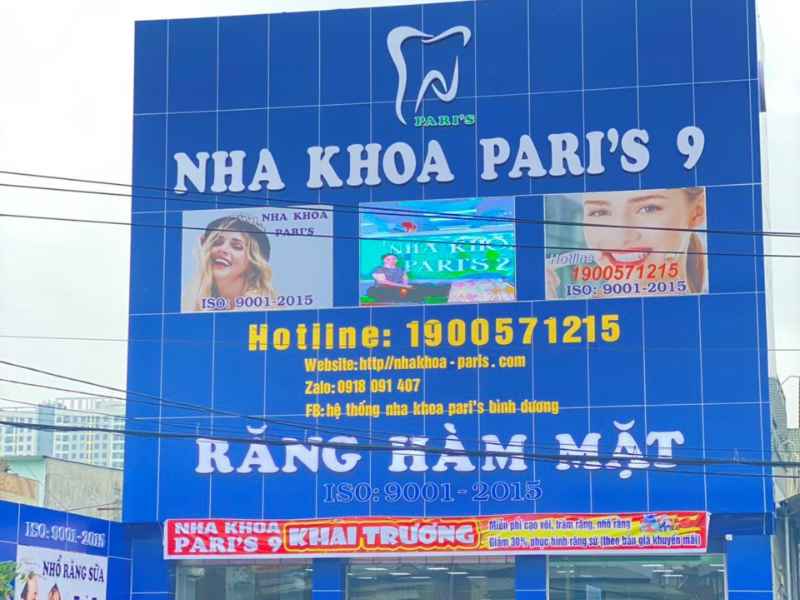 PARI'S
NHA KHOA PARI'S 9
NHA KHOA
PARI'S
ISO: 9001-2015
NHA KHOA
PARI'S 2
Hotline
1900571215
ISO: 9001-2015
Hotline: 1900571215
Website:http//nhakhoa-paris.com
Zalo:0918 091 407
FB:hệ thống nha khoa pari's bình dương
RĂNG HÀM MẶT
ISO: 9001-2015
NHA KHOA
PARI'S 9
KHAI TRƯƠNG
Miễn phí cạo vôi, trám răng, nhổ răng
Giảm 30% phục hình răng sứ (theo bản giá khuyến mãi)
ISO: 9001-2015
NHỔ RĂNG SỮA